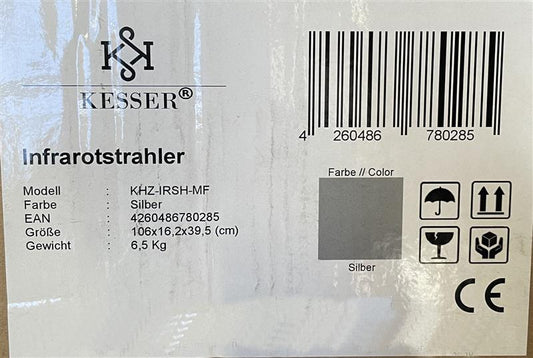 KESSER®
4 260486 780285
Infrarotstrahler
Modell : KHZ-IRSH-MF
Farbe : Silber
EAN : 4260486780285
Größe : 106x16,2x39,5 (cm)
Gewicht : 6,5 Kg
Farbe // Color
Silber
CE